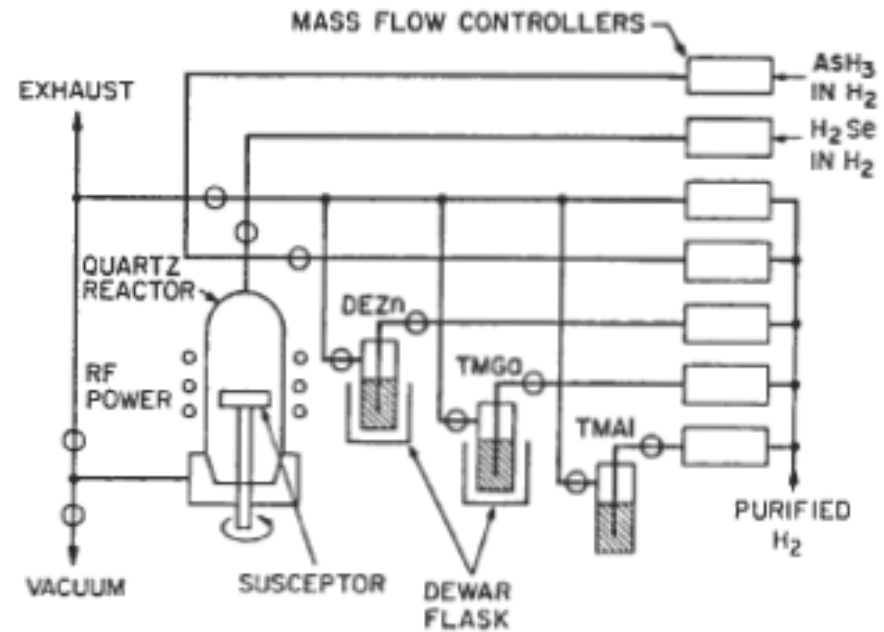 MASS FLOW CONTROLLERS
AsH3
IN H2
EXHAUST
H2Se
IN H2
QUARTZ
REACTOR
DEZn
RF
POWER
TMGa
TMAl
PURIFIED
H2
VACUUM
SUSCEPTOR
DEWAR
FLASK